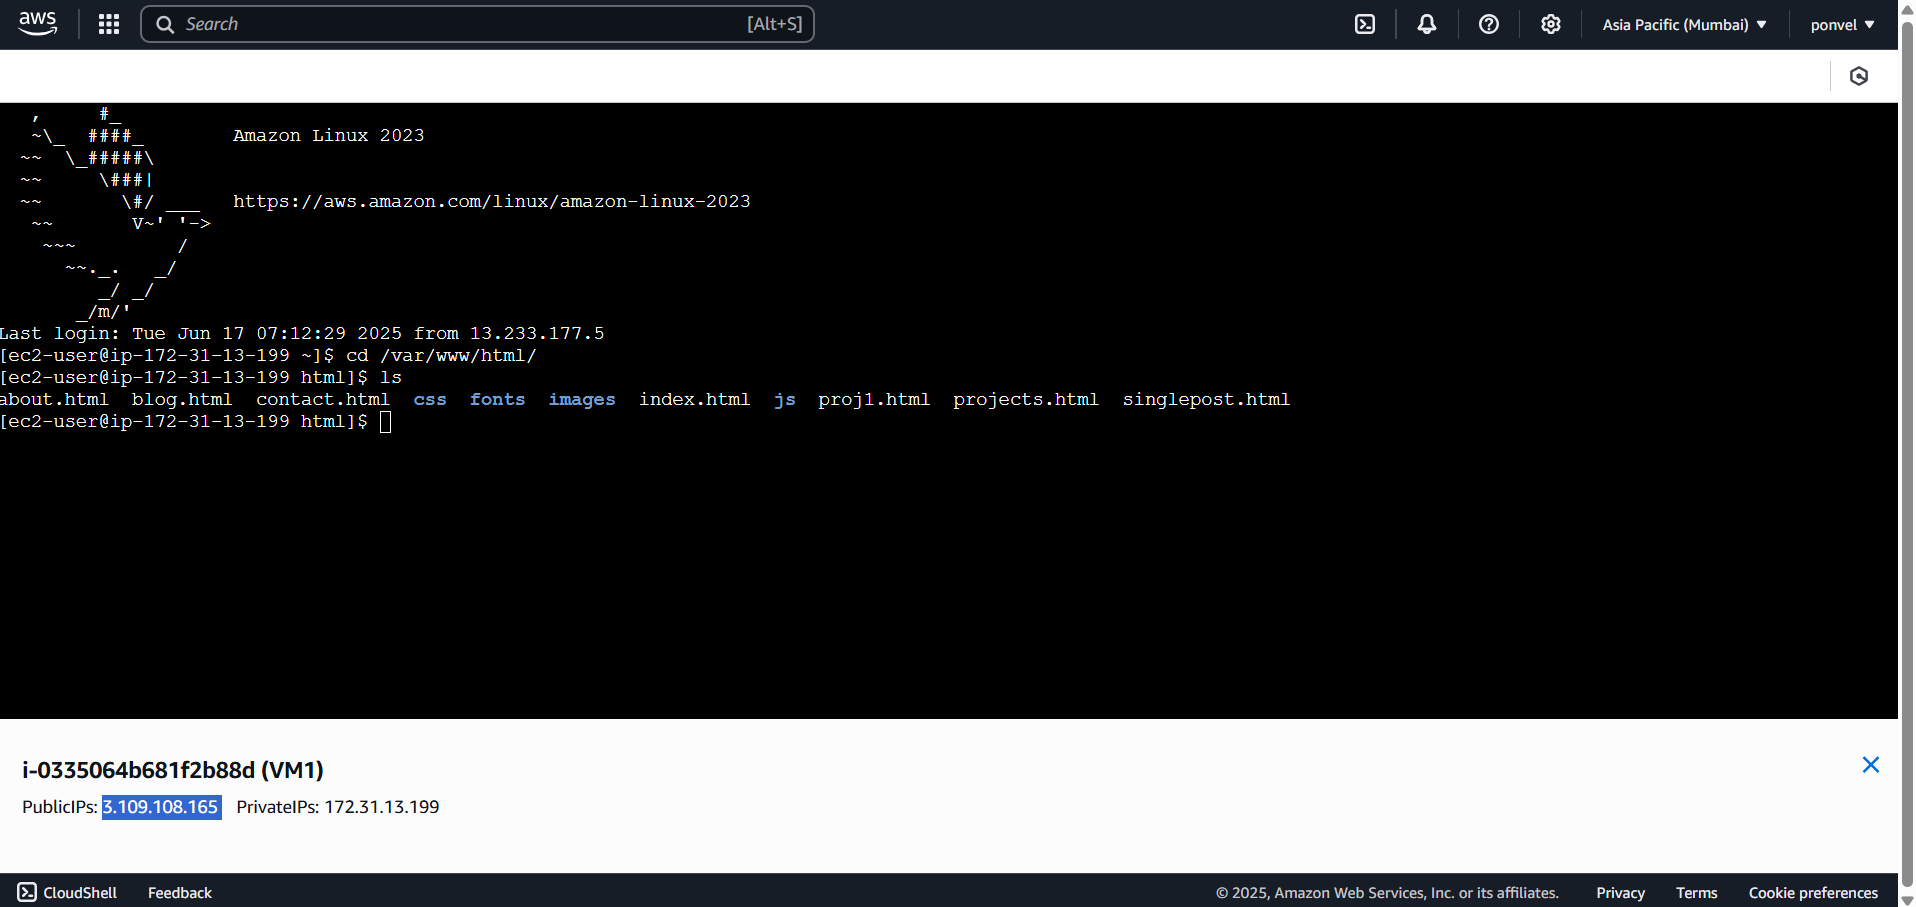 aws
Search [Alt+S]
Asia Pacific (Mumbai) ponvel
   ,     #_
   ~\_  ####_        Amazon Linux 2023
  ~~  \_#####\
  ~~     \###|
  ~~       \#/ ___   https://aws.amazon.com/linux/amazon-linux-2023
   ~~       V~' '->
    ~~~         /
      ~~._.   _/
         _/ _/
       _/m/'
Last login: Tue Jun 17 07:12:29 2025 from 13.233.177.5
[ec2-user@ip-172-31-13-199 ~]$ cd /var/www/html/
[ec2-user@ip-172-31-13-199 html]$ ls
about.html  blog.html  contact.html  css  fonts  images  index.html  js  proj1.html  projects.html  singlepost.html
[ec2-user@ip-172-31-13-199 html]$
i-0335064b681f2b88d (VM1)
PublicIPs: 3.109.108.165 PrivateIPs: 172.31.13.199
CloudShell Feedback © 2025, Amazon Web Services, Inc. or its affiliates. Privacy Terms Cookie preferences